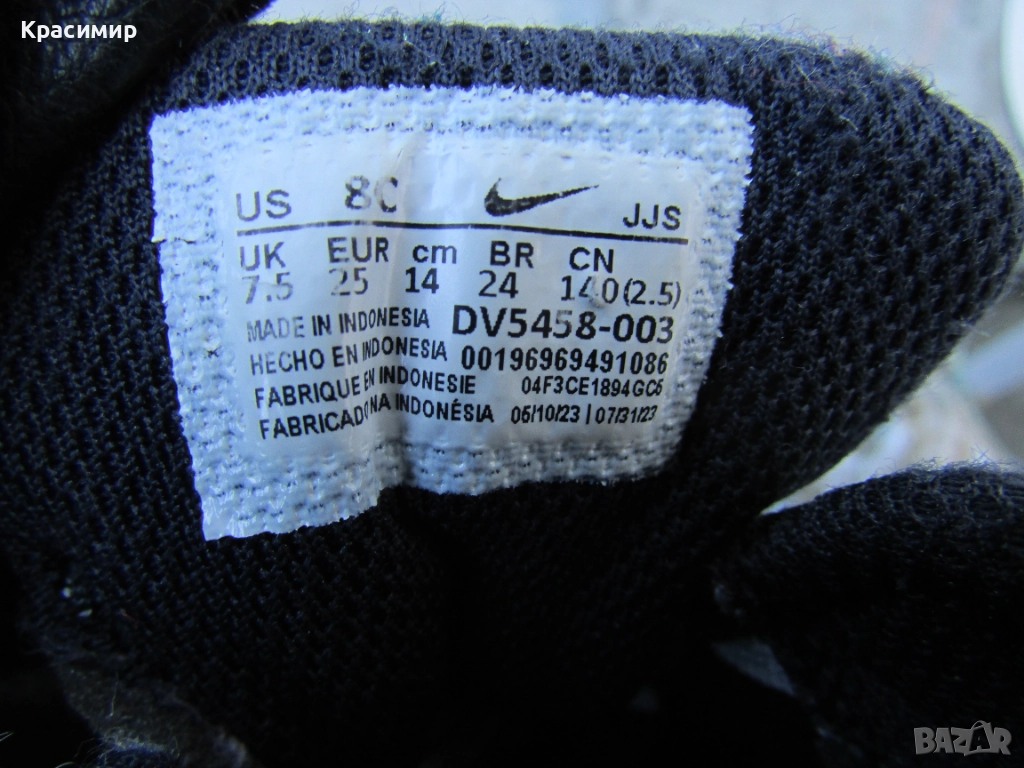 Красимир
US 8C
JJS
UK EUR cm BR CN
7.5 25 14 24 140(2.5)
MADE IN INDONESIA DV5458-003
HECHO EN INDONESIA 00196969491086
FABRIQUE EN INDONESIE 04F3CE1894GC6
FABRICADO NA INDONÉSIA 05/10/23 | 07/31/23
BAZAR